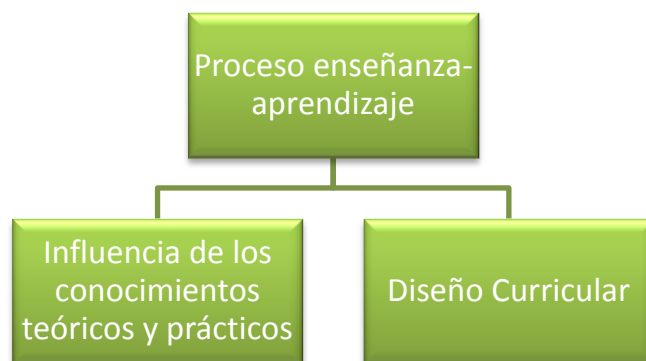 Proceso enseñanza-
aprendizaje
Influencia de los
conocimientos
teóricos y prácticos
Diseño Curricular